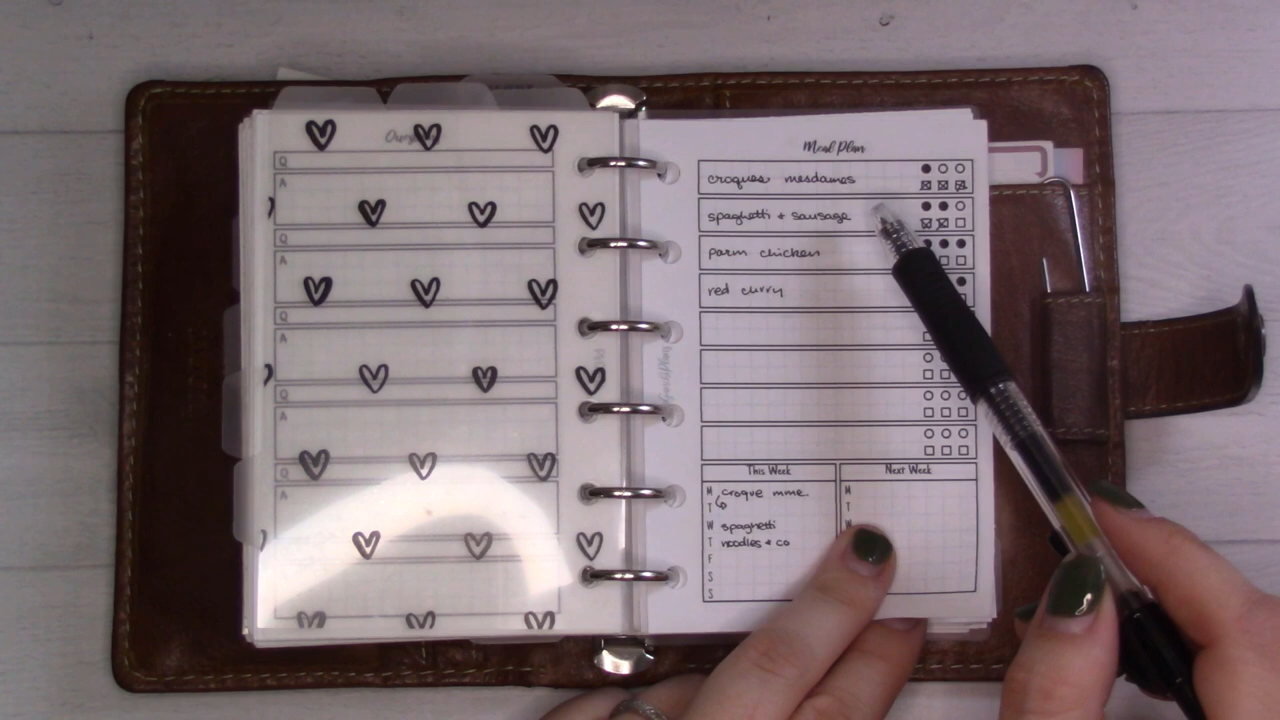 Q
A
Q
A
Q
A
Q
A
Q
A
Meal Plan
croques mesdames
spaghetti + sausage
parm chicken
red curry
This Week
Next Week
M croque mme.
T
W spaghetti
T noodles + co
F
S
S
M
T
W